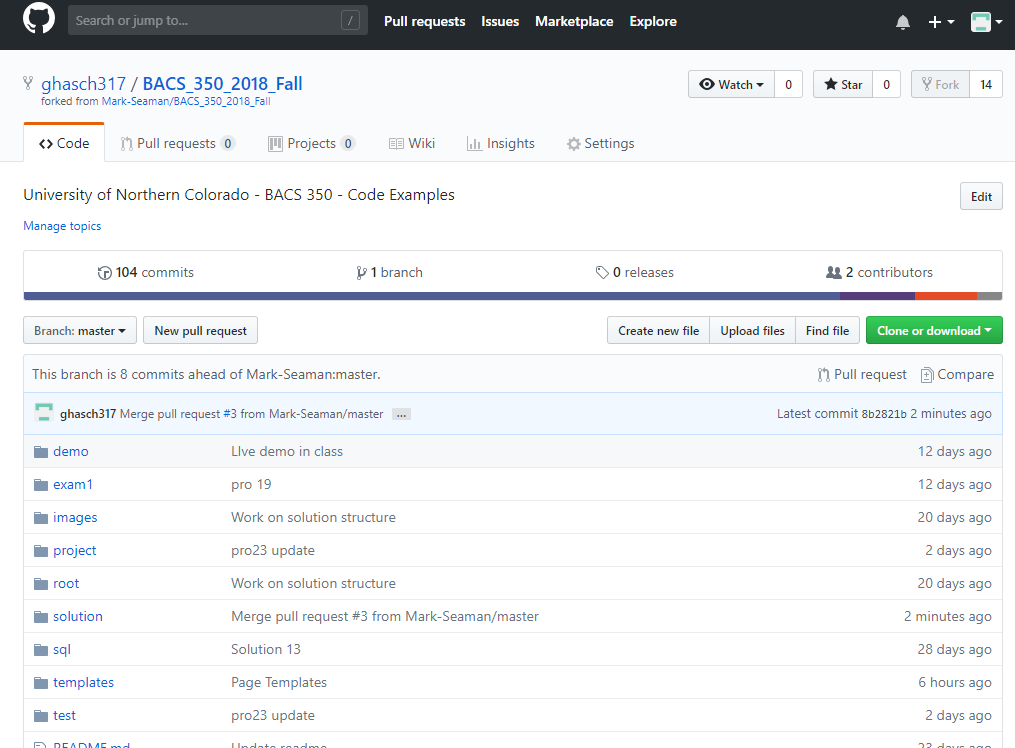 Search or jump to... / Pull requests Issues Marketplace Explore
ghasch317 / BACS_350_2018_Fall Watch 0 Star 0 Fork 14
forked from Mark-Seaman/BACS_350_2018_Fall
Code Pull requests 0 Projects 0 Wiki Insights Settings
University of Northern Colorado - BACS 350 - Code Examples Edit
Manage topics
104 commits 1 branch 0 releases 2 contributors
Branch: master New pull request Create new file Upload files Find file Clone or download
This branch is 8 commits ahead of Mark-Seaman:master. Pull request Compare
ghasch317 Merge pull request #3 from Mark-Seaman/master ... Latest commit 8b2821b 2 minutes ago
demo LIve demo in class 12 days ago
exam1 pro 19 12 days ago
images Work on solution structure 20 days ago
project pro23 update 2 days ago
root Work on solution structure 20 days ago
solution Merge pull request #3 from Mark-Seaman/master 2 minutes ago
sql Solution 13 28 days ago
templates Page Templates 6 hours ago
test pro23 update 2 days ago
README.md Update readme 23 days ago